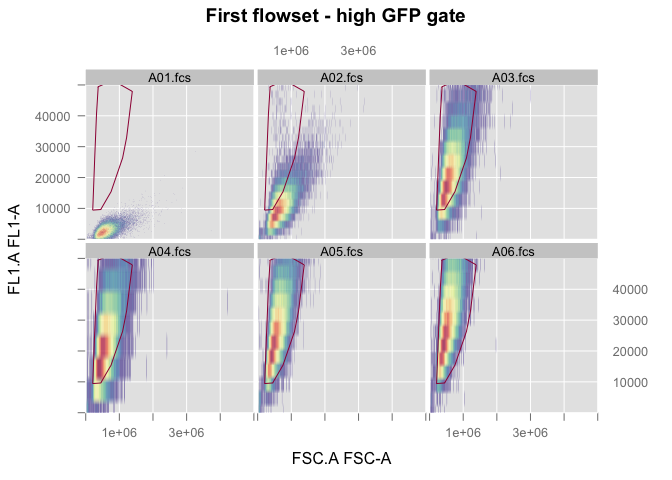 First flowset - high GFP gate
1e+06 3e+06
A01.fcs A02.fcs A03.fcs
40000
30000
20000
10000
FL1.A FL1-A
A04.fcs A05.fcs A06.fcs
40000
30000
20000
10000
1e+06 3e+06 1e+06 3e+06
FSC.A FSC-A